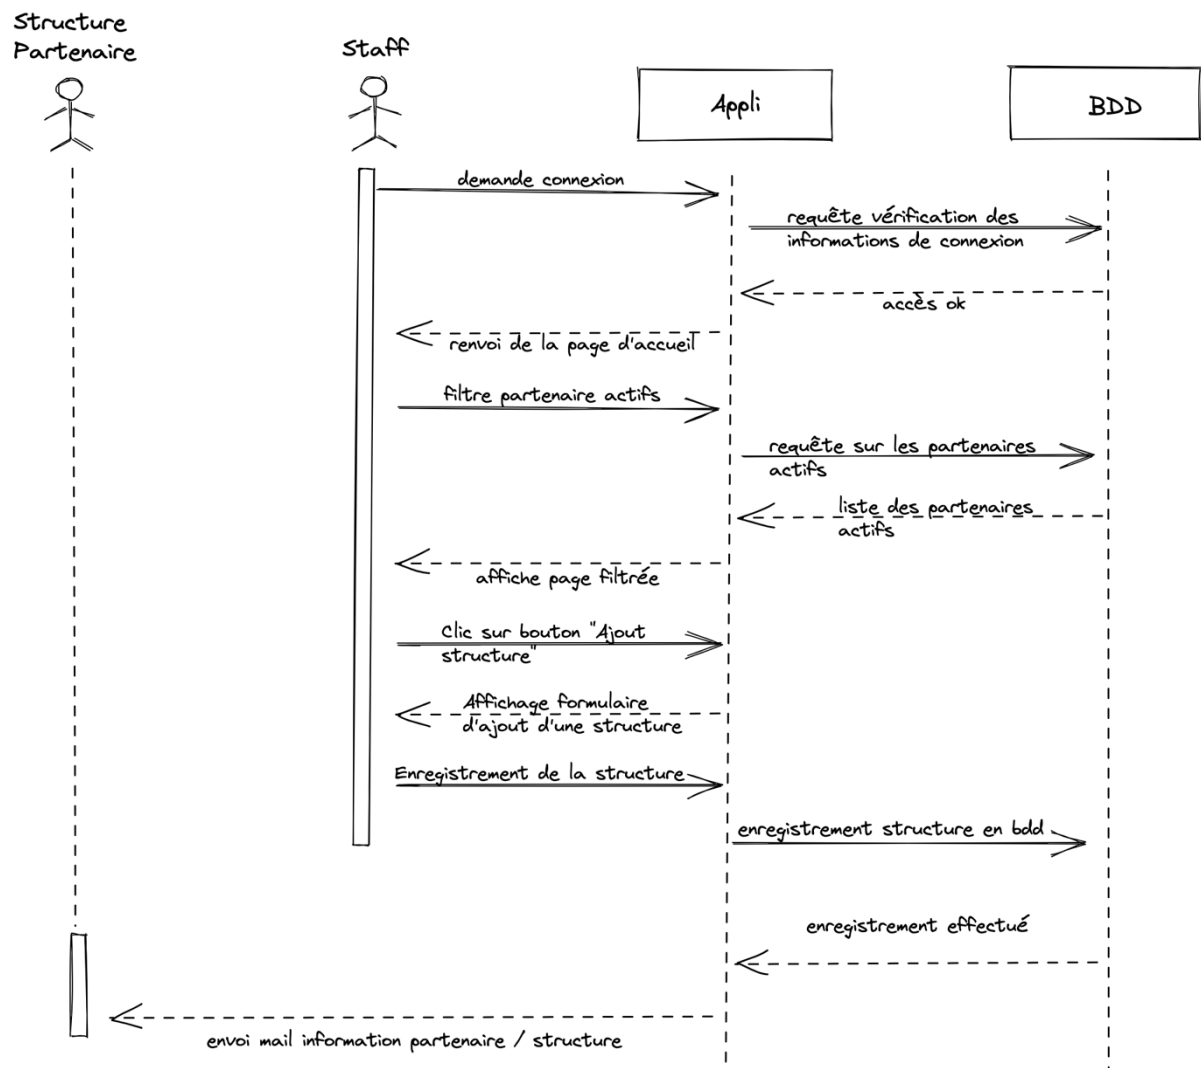 Structure
Partenaire
Staff
Appli
BDD
demande connexion
requête vérification des
informations de connexion
accès ok
renvoi de la page d'accueil
filtre partenaire actifs
requête sur les partenaires
actifs
liste des partenaires
actifs
affiche page filtrée
Clic sur bouton "Ajout
structure"
Affichage formulaire
d'ajout d'une structure
Enregistrement de la structure
enregistrement structure en bdd
enregistrement effectué
envoi mail information partenaire / structure